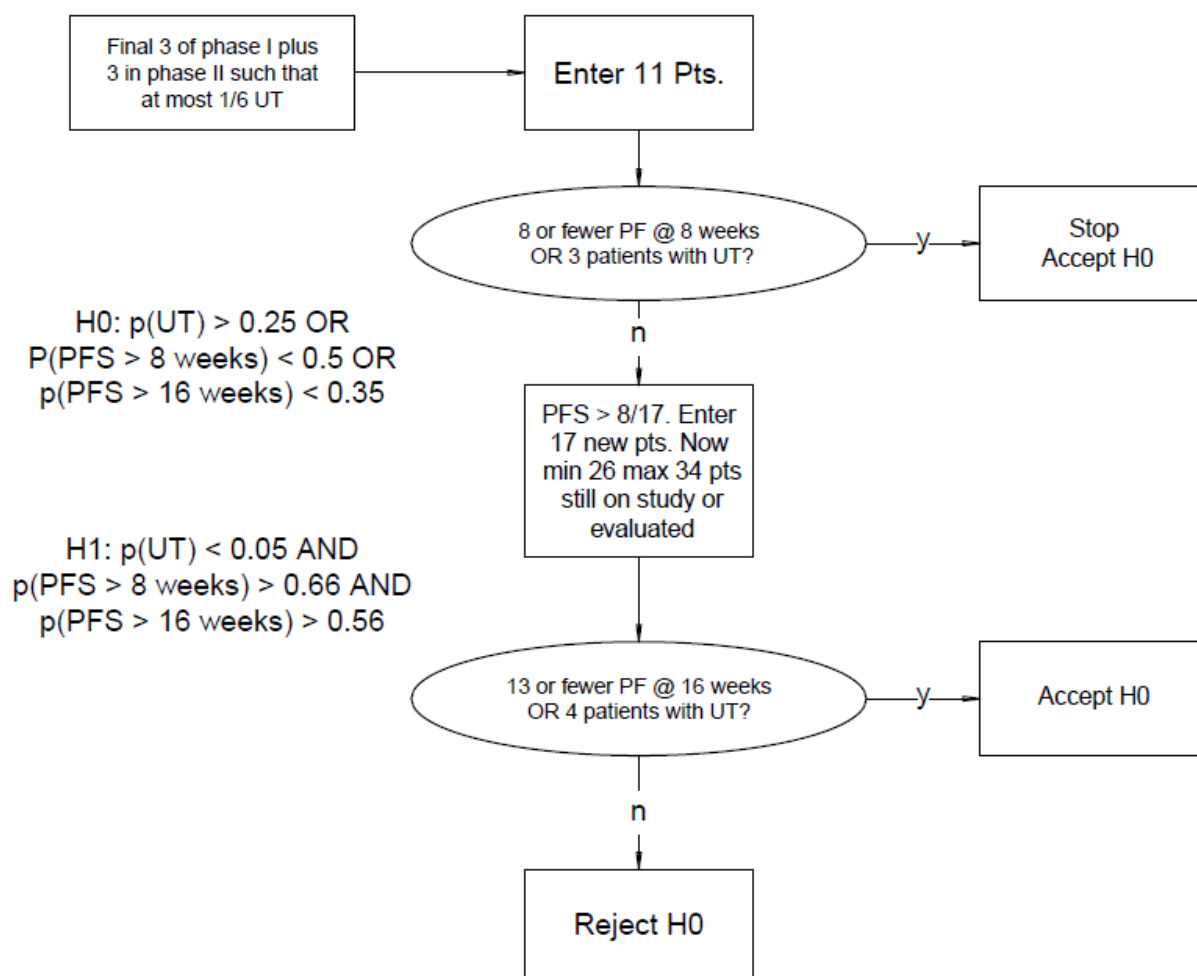 Final 3 of phase I plus
3 in phase II such that
at most 1/6 UT
Enter 11 Pts.
8 or fewer PF @ 8 weeks
OR 3 patients with UT?
y
Stop
Accept H0
n
H0: p(UT) > 0.25 OR
P(PFS > 8 weeks) < 0.5 OR
p(PFS > 16 weeks) < 0.35
PFS > 8/17. Enter
17 new pts. Now
min 26 max 34 pts
still on study or
evaluated
H1: p(UT) < 0.05 AND
p(PFS > 8 weeks) > 0.66 AND
p(PFS > 16 weeks) > 0.56
13 or fewer PF @ 16 weeks
OR 4 patients with UT?
y
Accept H0
n
Reject H0